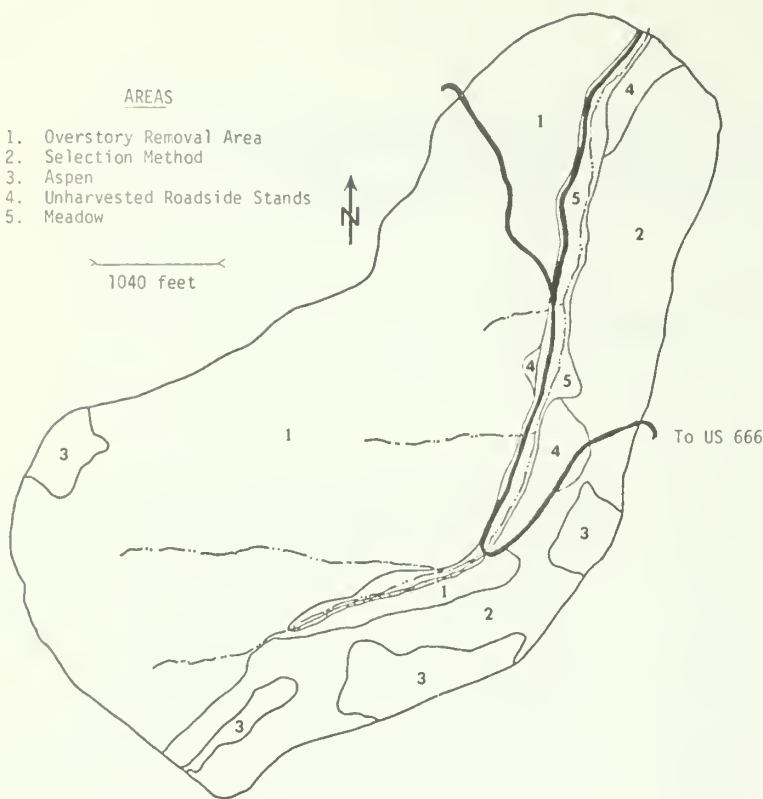 AREAS
1. Overstory Removal Area
2. Selection Method
3. Aspen
4. Unharvested Roadside Stands
5. Meadow
N
1040 feet
4
1
5
2
4
5
To US 666
3
1
4
3
1
2
3
3